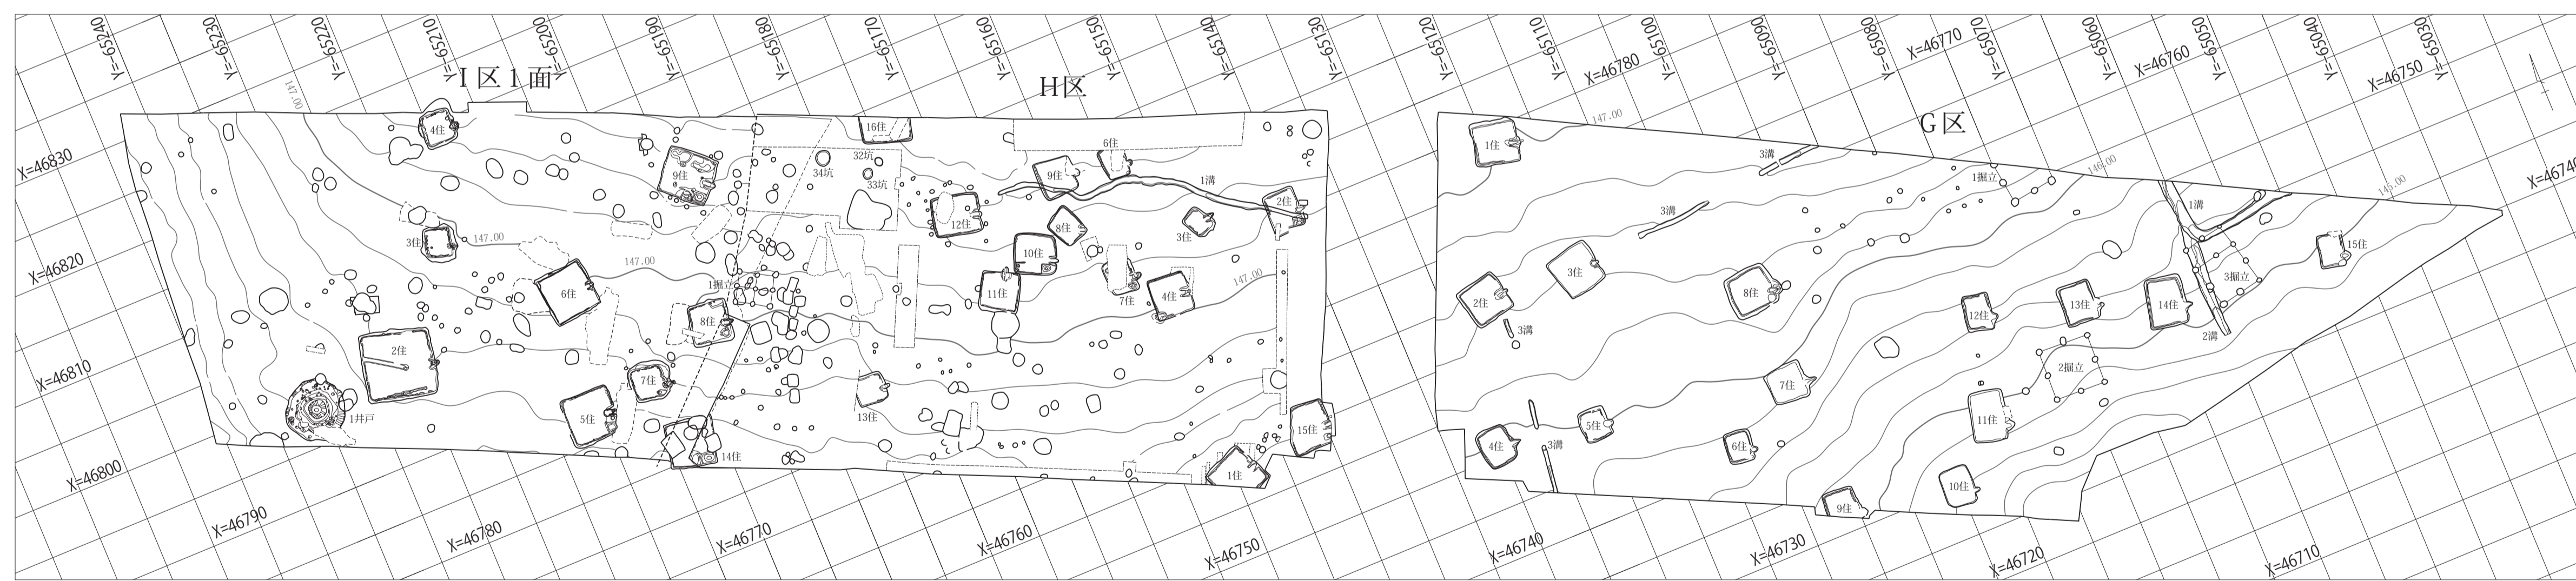 Y=-65240
Y=-65230
Y=-65220
Y=-65210
Y=-65200
Y=-65190
Y=-65180
Y=-65170
Y=-65160
Y=-65150
Y=-65140
Y=-65130
Y=-65120
Y=-65110
Y=-65100
Y=-65090
Y=-65080
Y=-65070
Y=-65060
Y=-65050
Y=-65040
Y=-65030
X=46780
X=46770
X=46760
X=46750
X=46740
I区1面
H区
G区
147.00
4住
9住
16住
32坑
34坑
33坑
3住
147.00
6住
147.00
1掘立
8住
2住
7住
5住
1井戸
14住
6住
9住
1溝
2住
12住
8住
3住
10住
11住
7住
4住
147.00
13住
15住
1住
1住
147.00
3溝
1掘立
146.00
3溝
1溝
145.00
15住
3住
2住
3溝
8住
12住
13住
14住
3掘立
2溝
2掘立
7住
11住
5住
4住
3溝
6住
10住
9住
X=46830
X=46820
X=46810
X=46800
X=46790
X=46780
X=46770
X=46760
X=46750
X=46740
X=46730
X=46720
X=46710